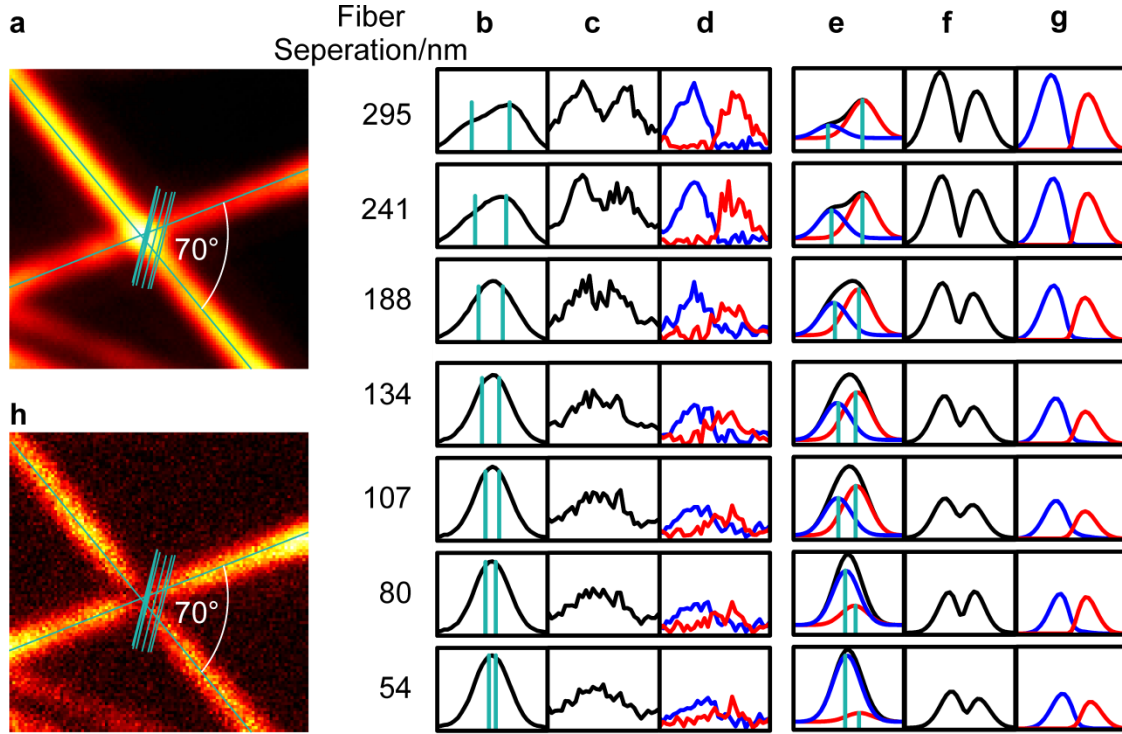 a
Fiber
Seperation/nm
b
c
d
e
f
g
295
241
188
134
107
80
54
70°
h
70°